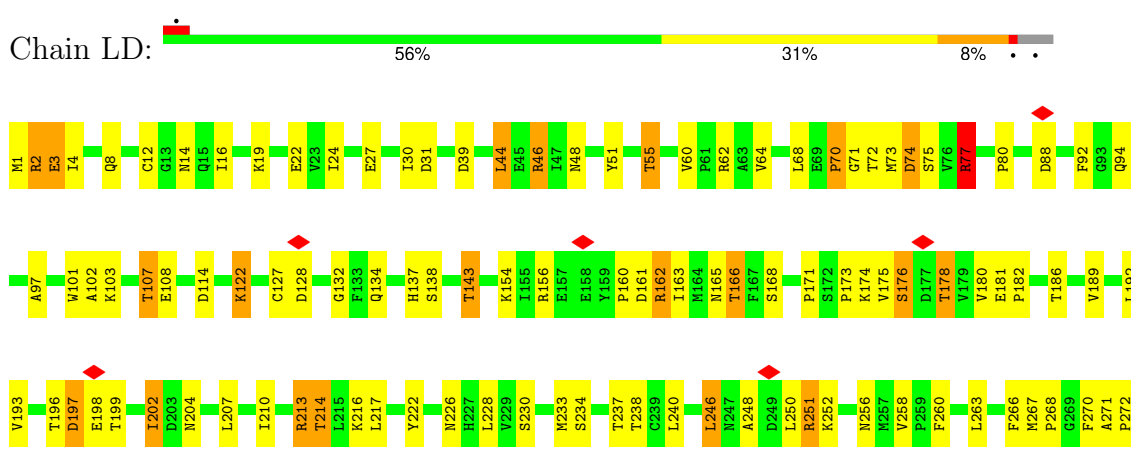 Chain LD:
56% 31% 8%
M1 R2 E3 I4 Q8 C12 G13 N14 Q15 I16 K19 E22 V23 I24 E27 I30 D31 D39 L44 E45 R46 I47 N48 Y51 T55 V60 P61 R62 A63 V64 L68 E69 P70 G71 T72 M73 D74 S75 V76 R77 P80 D88 F92 G93 Q94
A97 W101 A102 K103 T107 E108 D114 K122 C127 D128 G132 F133 Q134 H137 S138 T143 K154 I155 R156 E157 E158 Y159 P160 D161 R162 I163 M164 N165 T166 F167 S168 P171 S172 P173 K174 V175 S176 D177 T178 V179 V180 E181 P182 T186 V189
V193 T196 D197 E198 T199 I202 D203 N204 L207 I210 R213 T214 L215 K216 L217 Y222 N226 H227 L228 V229 S230 M233 S234 T237 T238 C239 L240 L246 N247 A248 D249 L250 R251 K252 N256 M257 V258 P259 F260 L263 F266 M267 P268 G269 F270 A271 P272